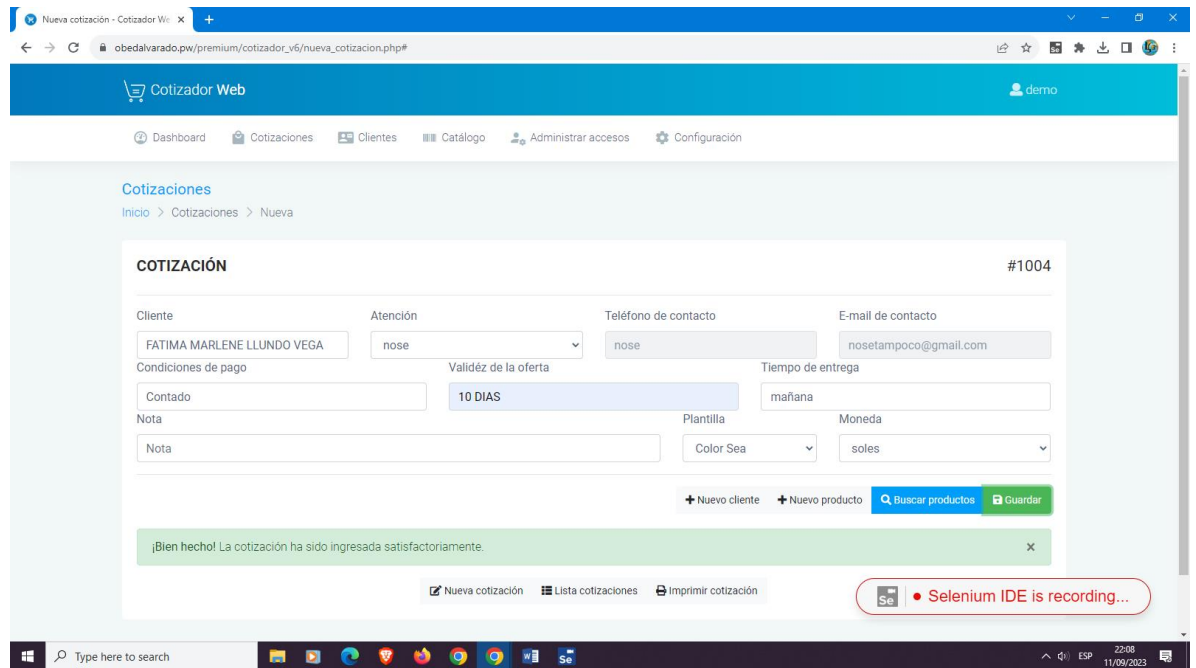 Nueva cotización - Cotizador We
obedalvarado.pw/premium/cotizador_v6/nueva_cotizacion.php#
Cotizador Web demo
Dashboard Cotizaciones Clientes Catálogo Administrar accesos Configuración
Cotizaciones
Inicio > Cotizaciones > Nueva
COTIZACIÓN #1004
Cliente Atención Teléfono de contacto E-mail de contacto
FATIMA MARLENE LLUNDO VEGA nose nose nosetampoco@gmail.com
Condiciones de pago Validéz de la oferta Tiempo de entrega
Contado 10 DIAS mañana
Nota Plantilla Moneda
Nota Color Sea soles
Nuevo cliente Nuevo producto Buscar productos Guardar
¡Bien hecho! La cotización ha sido ingresada satisfactoriamente. ×
Nueva cotización Lista cotizaciones Imprimir cotización
Se Selenium IDE is recording...
Type here to search Se ESP 22:08
11/09/2023